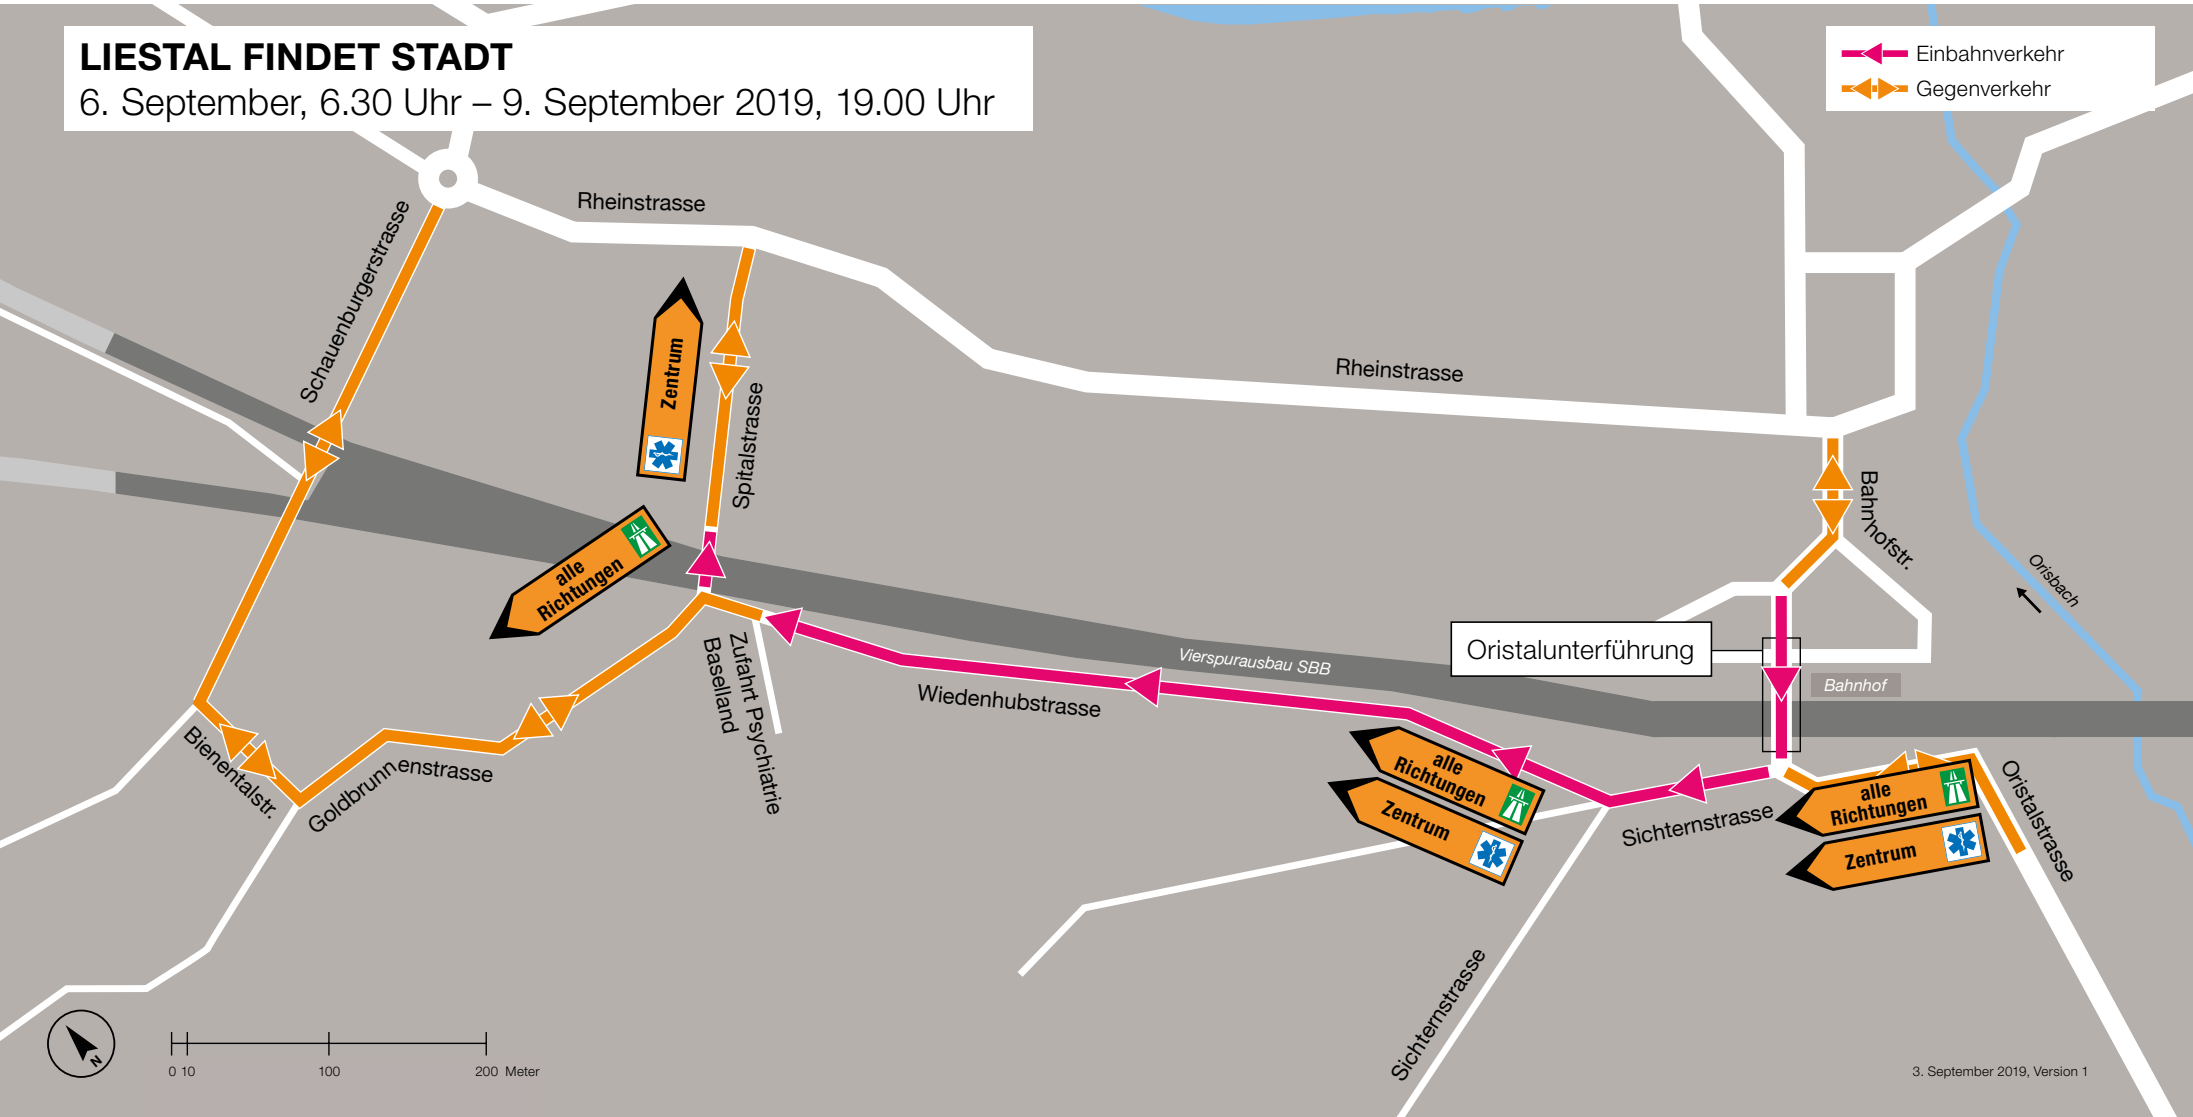 LIESTAL FINDET STADT
6. September, 6.30 Uhr – 9. September 2019, 19.00 Uhr
Einbahnverkehr
Gegenverkehr
Rheinstrasse
Schauenburgerstrasse
Zentrum
Spitalstrasse
Rheinstrasse
Bahnhofstr.
Orisbach
alle
Richtungen
Oristalunterführung
Vierspurausbau SBB
Bahnhof
Wiedenhubstrasse
Zufahrt Psychiatrie
Baselland
Bienentalstr.
Goldbrunnenstrasse
alle
Richtungen
Zentrum
Sichternstrasse
alle
Richtungen
Zentrum
Oristalstrasse
Sichternstrasse
N
0 10 100 200 Meter
3. September 2019, Version 1